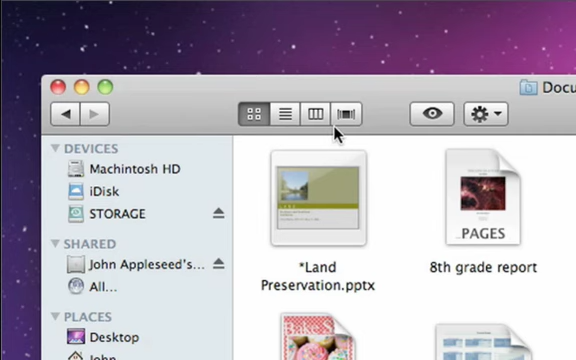 Docu
DEVICES
Machintosh HD
iDisk
STORAGE
SHARED
John Appleseed's...
All...
PLACES
Desktop
John
PAGES
*Land
Preservation.pptx
8th grade report